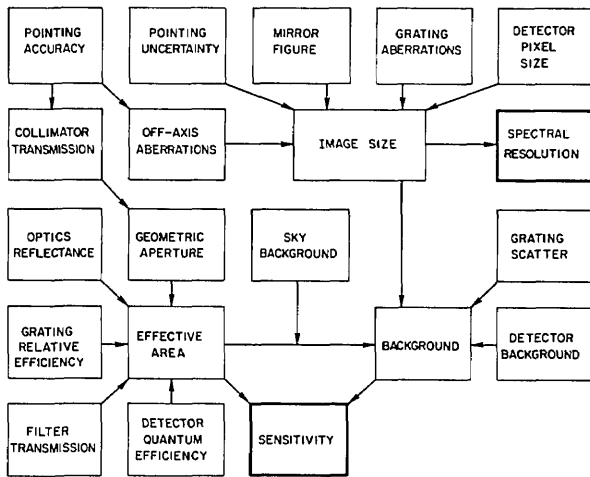 POINTING
ACCURACY
POINTING
UNCERTAINTY
MIRROR
FIGURE
GRATING
ABERRATIONS
DETECTOR
PIXEL
SIZE
COLLIMATOR
TRANSMISSION
OFF-AXIS
ABERRATIONS
IMAGE SIZE
SPECTRAL
RESOLUTION
OPTICS
REFLECTANCE
GEOMETRIC
APERTURE
SKY
BACKGROUND
GRATING
SCATTER
GRATING
RELATIVE
EFFICIENCY
EFFECTIVE
AREA
BACKGROUND
DETECTOR
BACKGROUND
FILTER
TRANSMISSION
DETECTOR
QUANTUM
EFFICIENCY
SENSITIVITY